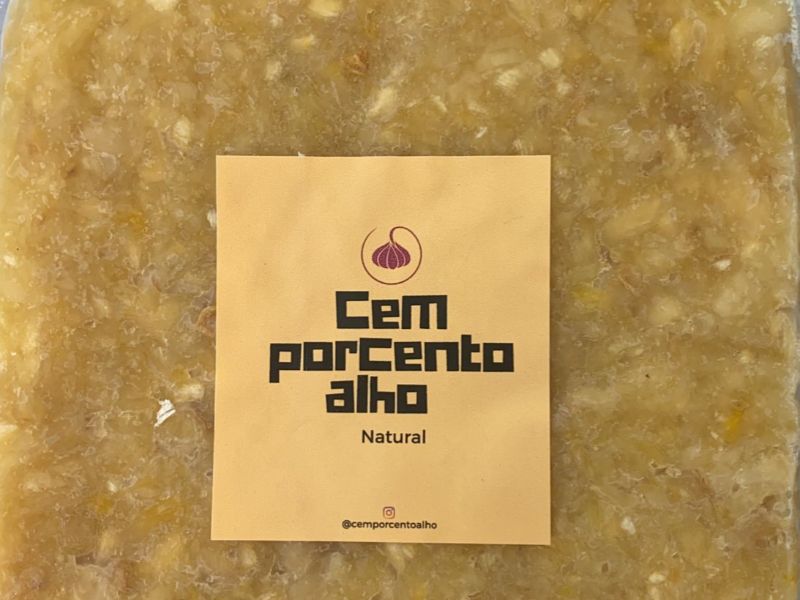 Cem
porcento
alho
Natural
@cemporcentoalho